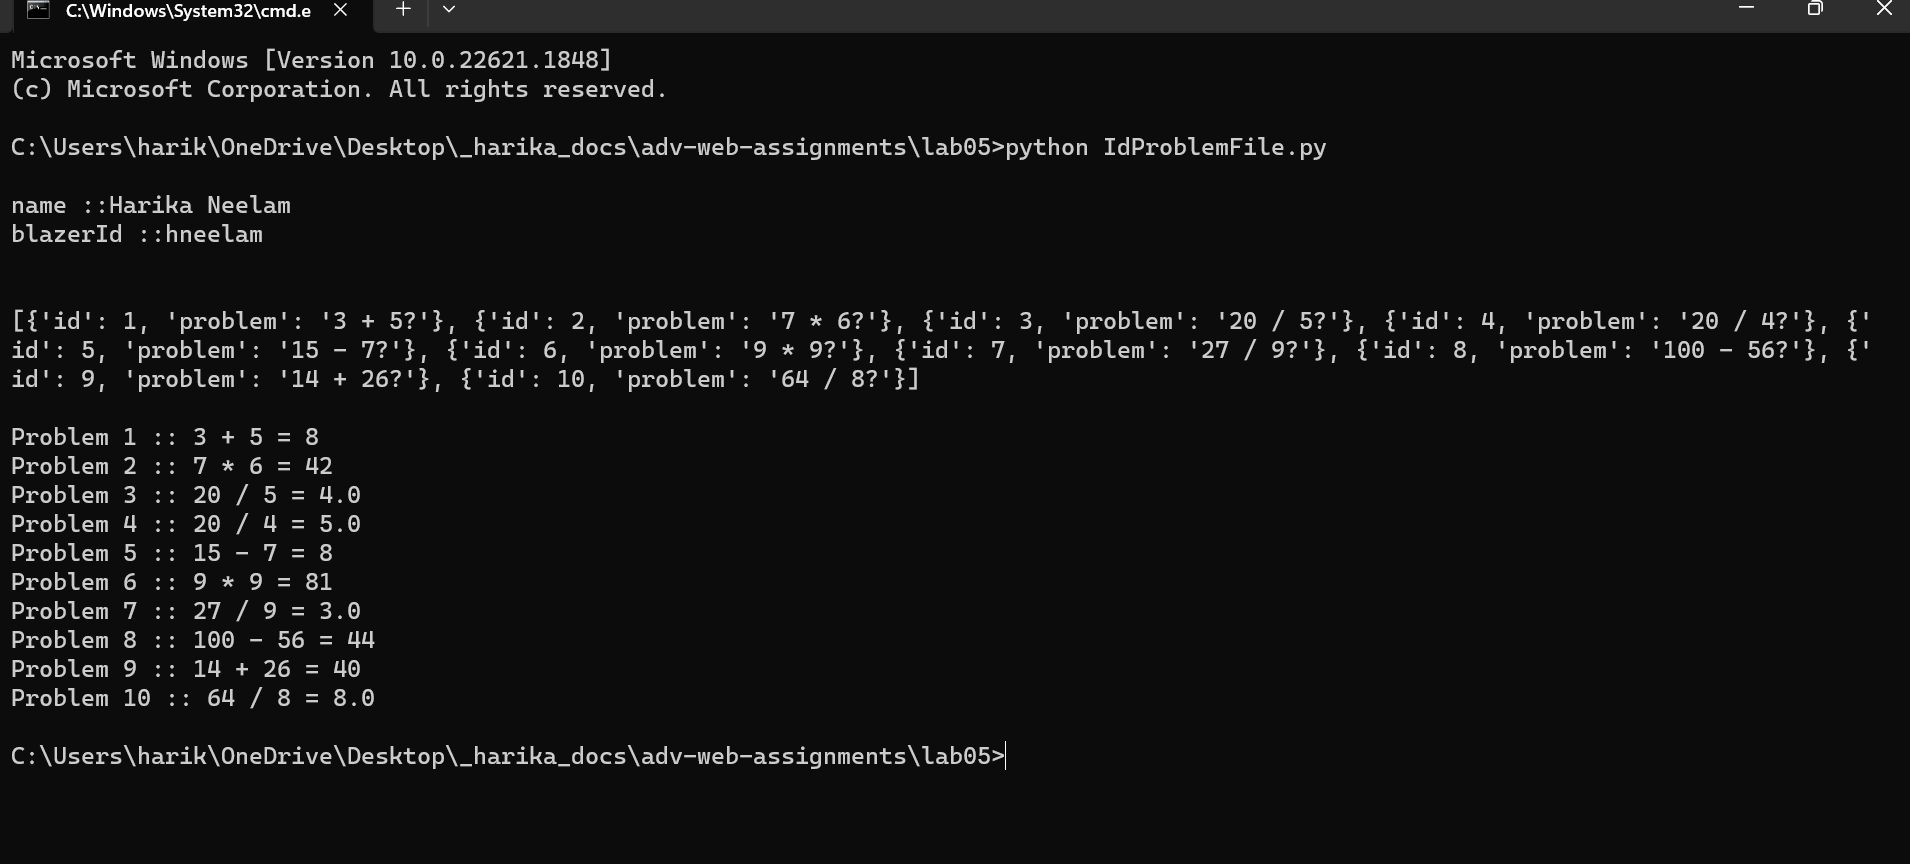 C:\Windows\System32\cmd.e
Microsoft Windows [Version 10.0.22621.1848]
(c) Microsoft Corporation. All rights reserved.
C:\Users\harik\OneDrive\Desktop\_harika_docs\adv-web-assignments\lab05>python IdProblemFile.py
name ::Harika Neelam
blazerId ::hneelam
[{'id': 1, 'problem': '3 + 5?'}, {'id': 2, 'problem': '7 * 6?'}, {'id': 3, 'problem': '20 / 5?'}, {'id': 4, 'problem': '20 / 4?'}, {'
id': 5, 'problem': '15 - 7?'}, {'id': 6, 'problem': '9 * 9?'}, {'id': 7, 'problem': '27 / 9?'}, {'id': 8, 'problem': '100 - 56?'}, {'
id': 9, 'problem': '14 + 26?'}, {'id': 10, 'problem': '64 / 8?'}]
Problem 1 :: 3 + 5 = 8
Problem 2 :: 7 * 6 = 42
Problem 3 :: 20 / 5 = 4.0
Problem 4 :: 20 / 4 = 5.0
Problem 5 :: 15 - 7 = 8
Problem 6 :: 9 * 9 = 81
Problem 7 :: 27 / 9 = 3.0
Problem 8 :: 100 - 56 = 44
Problem 9 :: 14 + 26 = 40
Problem 10 :: 64 / 8 = 8.0
C:\Users\harik\OneDrive\Desktop\_harika_docs\adv-web-assignments\lab05>